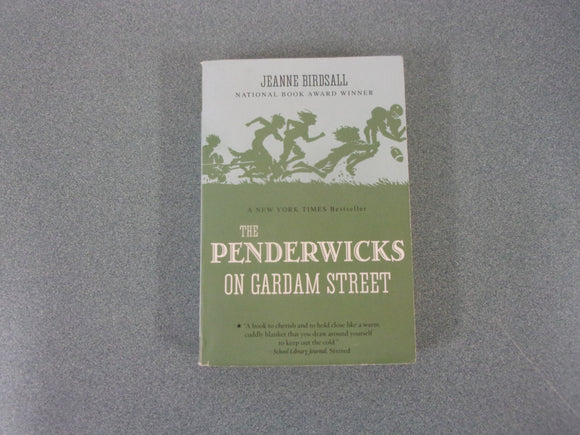 JEANNE BIRDSALL
NATIONAL BOOK AWARD WINNER
A NEW YORK TIMES Bestseller
THE
PENDERWICKS
ON GARDAM STREET
★ "A book to cherish and to hold close like a warm,
cuddly blanket that you draw around yourself
to keep out the cold."
—School Library Journal, Starred